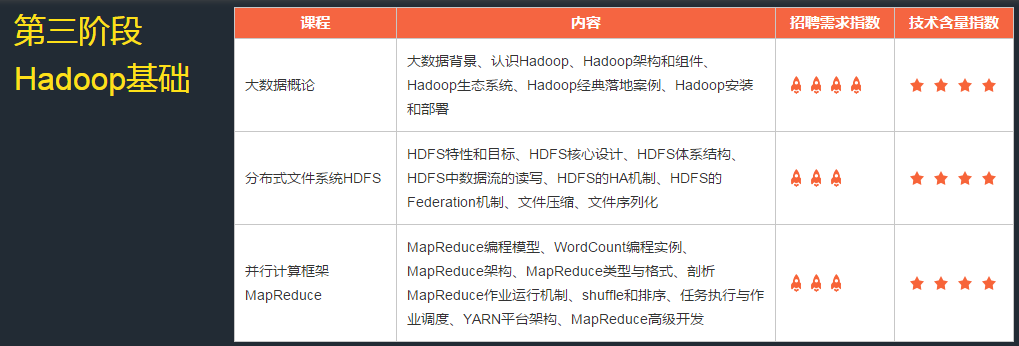 第三阶段
Hadoop基础
课程
内容
招聘需求指数
技术含量指数
大数据概论
大数据背景、认识Hadoop、Hadoop架构和组件、
Hadoop生态系统、Hadoop经典落地案例、Hadoop安装
和部署
分布式文件系统HDFS
HDFS特性和目标、HDFS核心设计、HDFS体系结构、
HDFS中数据流的读写、HDFS的HA机制、HDFS的
Federation机制、文件压缩、文件序列化
并行计算框架
MapReduce
MapReduce编程模型、WordCount编程实例、
MapReduce架构、MapReduce类型与格式、剖析
MapReduce作业运行机制、shuffle和排序、任务执行与作
业调度、YARN平台架构、MapReduce高级开发